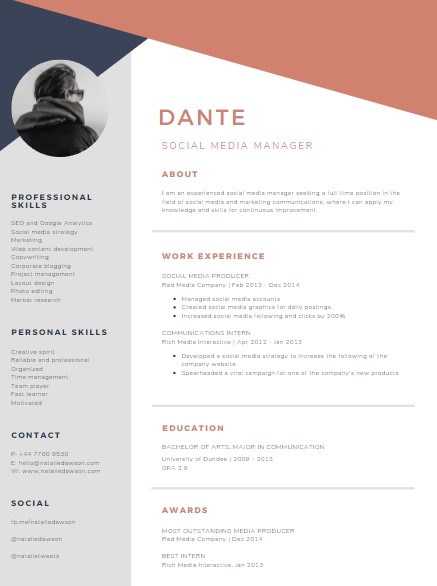 DANTE
SOCIAL MEDIA MANAGER
ABOUT
I am an experienced social media manager seeking a full-time position in the
field of social media and marketing communications, where I can apply my
knowledge and skills for continuous improvement.
WORK EXPERIENCE
SOCIAL MEDIA PRODUCER
Red Media Company | Feb 2013 - Dec 2014
Managed social media accounts
Created social media graphics for daily postings
Increased social media following and clicks by 200%
COMMUNICATIONS INTERN
Rich Media Interactive | Apr 2012 - Jan 2013
Developed a social media strategy to increase the following of the
company website
Spearheaded a viral campaign for one of the company's new products
EDUCATION
BACHELOR OF ARTS, MAJOR IN COMMUNICATION
University of Dundee | 2009 - 2013
GPA 3.9
AWARDS
MOST OUTSTANDING MEDIA PRODUCER
Red Media Company | Dec 2014
BEST INTERN
Rich Media Interactive, Jan 2013
PROFESSIONAL
SKILLS
SEO and Google Analytics
Social media strategy
Marketing
Web content development
Copywriting
Corporate blogging
Project management
Layout design
Photo editing
Market research
PERSONAL SKILLS
Creative spirit
Reliable and professional
Organized
Time management
Team player
Fast learner
Motivated
CONTACT
P: +44 7700 9530
E: hello@nataliedawson.com
W: www.nataliedawson.com
SOCIAL
fb.me/nataliedawson
@nataliedawson
@natalietweets